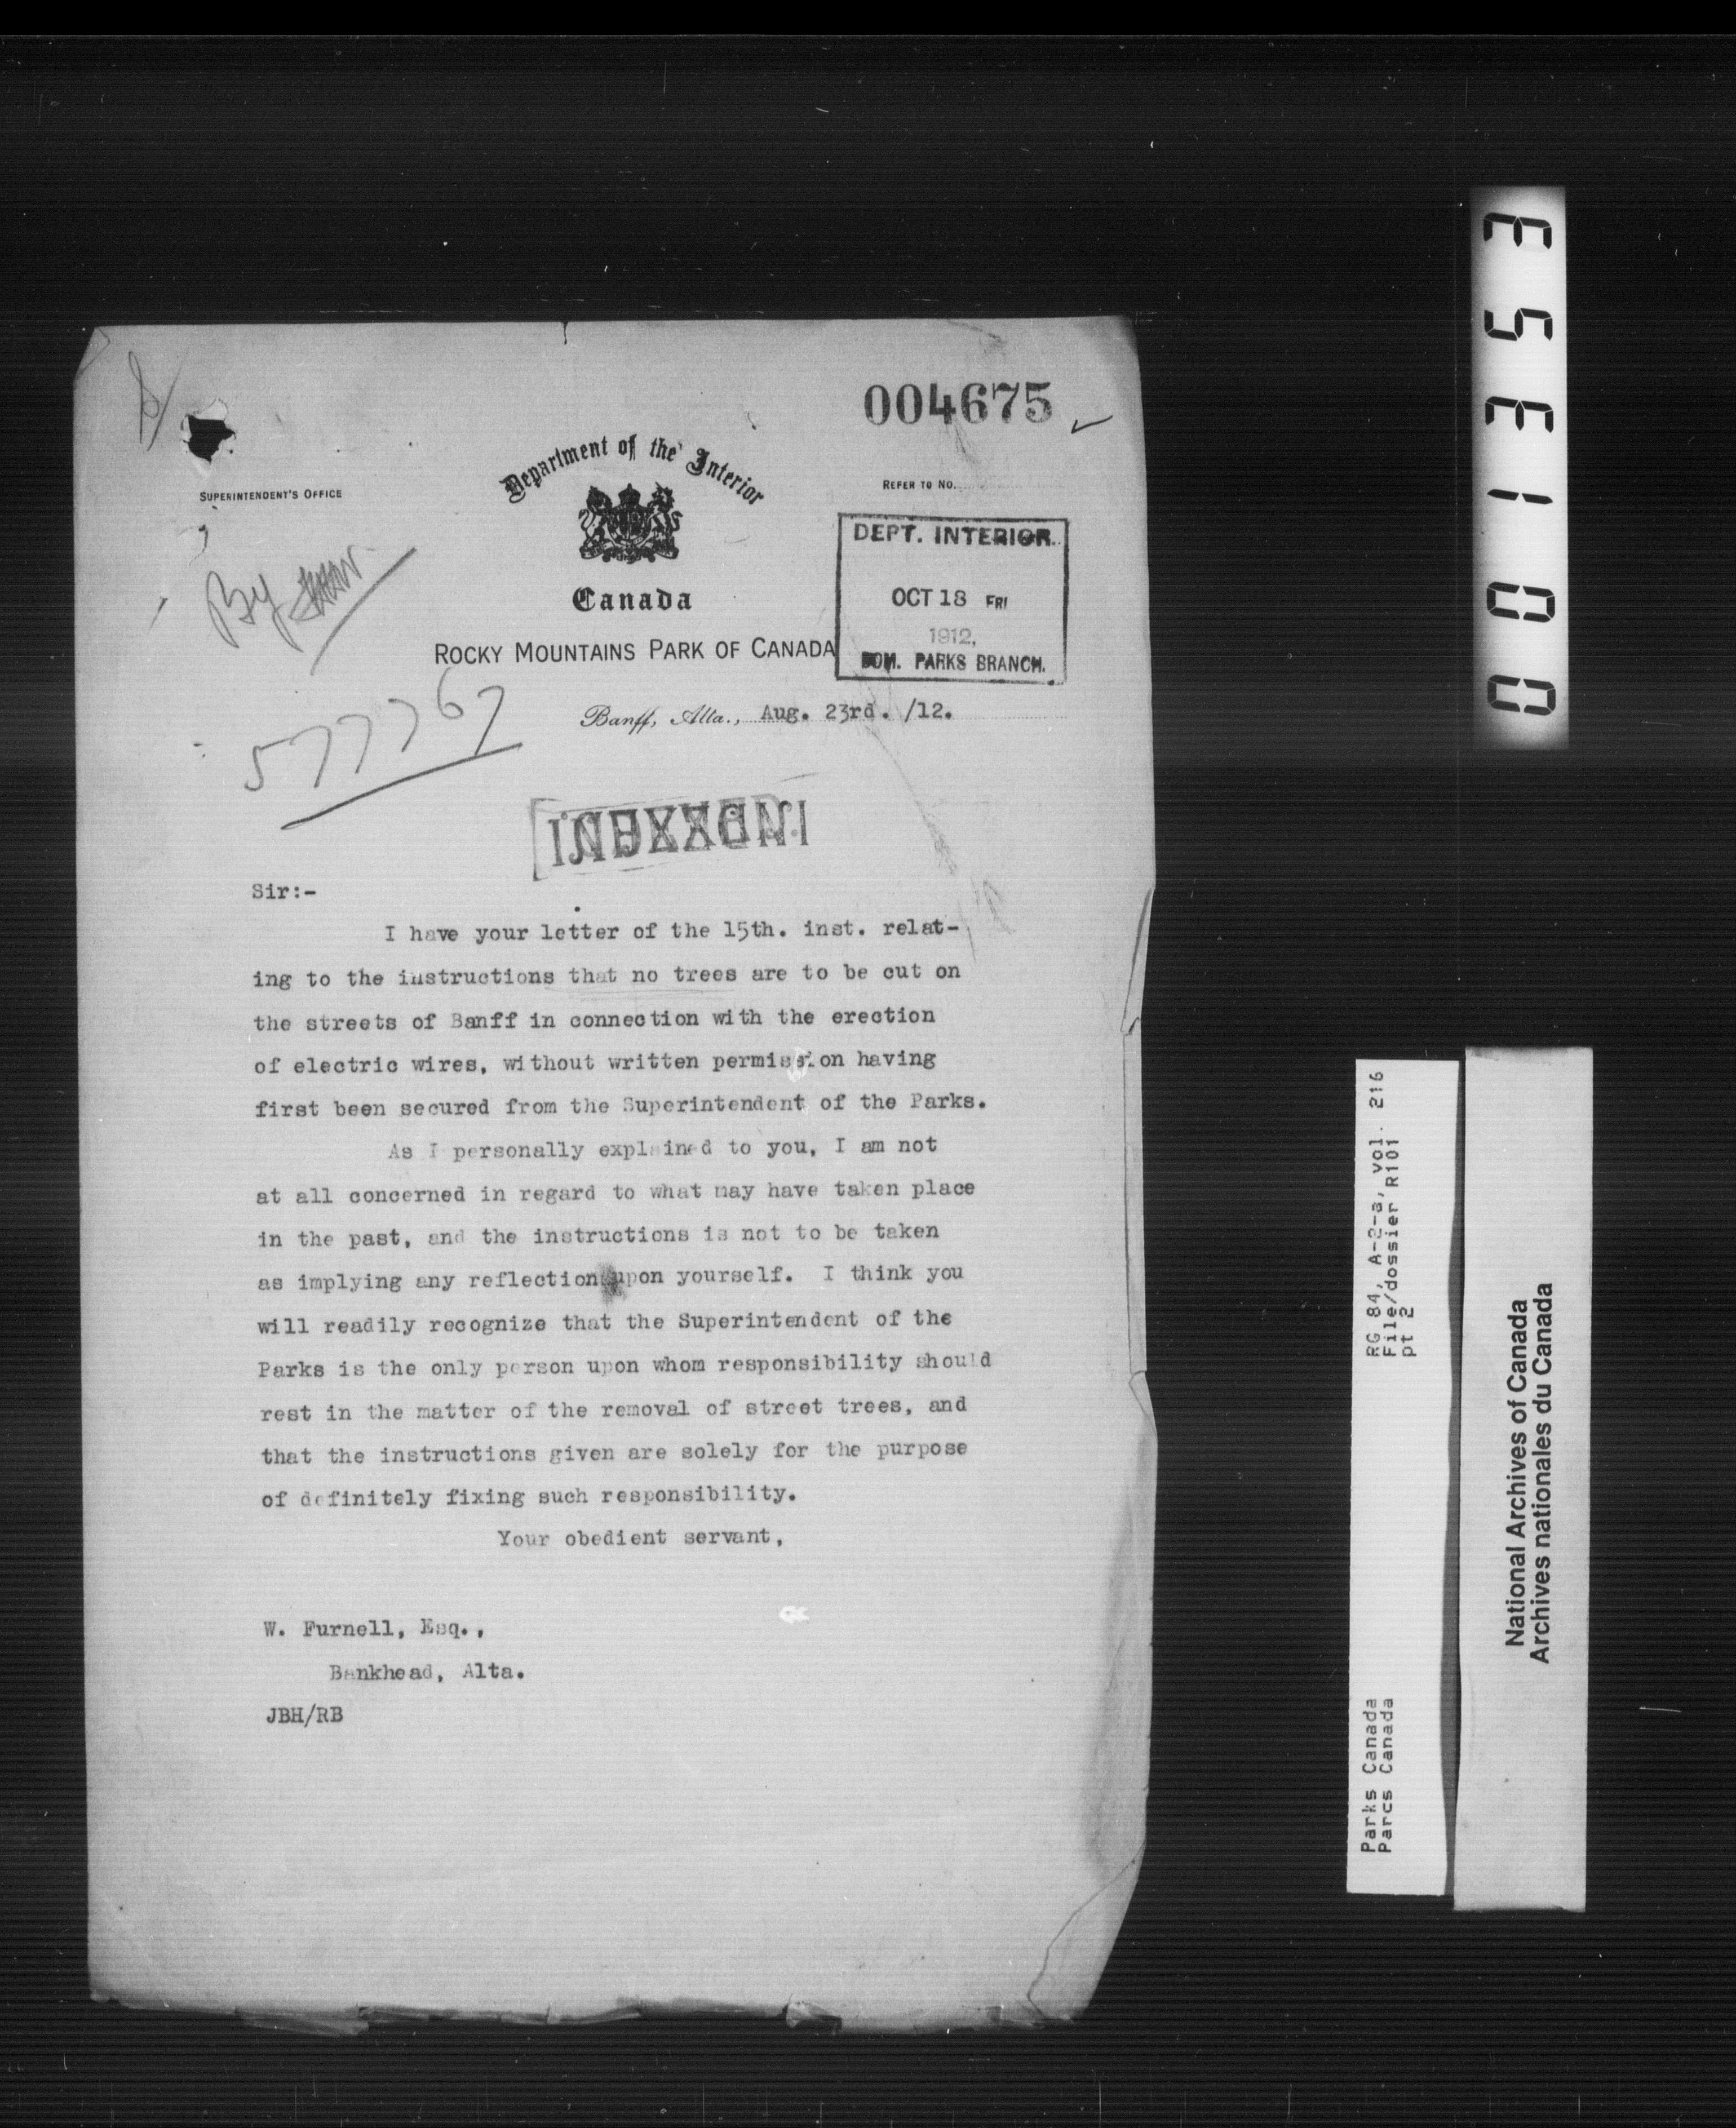 004675
Department of the Interior
SUPERINTENDENT'S OFFICE
REFER TO NO.
DEPT. INTERIOR.
OCT 18 FRI
1912,
DOM. PARKS BRANCH.
Canada
By
ROCKY MOUNTAINS PARK OF CANADA
577767
Banff, Alta., Aug. 23rd. /12.
Sir:-
I have your letter of the 15th. inst. relat-
ing to the instructions that no trees are to be cut on
the streets of Banff in connection with the erection
of electric wires, without written permission having
first been secured from the Superintendent of the Parks.
As I personally explained to you, I am not
at all concerned in regard to what may have taken place
in the past, and the instructions is not to be taken
as implying any reflection upon yourself. I think you
will readily recognize that the Superintendent of the
Parks is the only person upon whom responsibility should
rest in the matter of the removal of street trees, and
that the instructions given are solely for the purpose
of definitely fixing such responsibility.
Your obedient servant,
W. Furnell, Esq.,
Bankhead, Alta.
JBH/RB
001353
RG 84, A-2-a, vol. 216
File/dossier R101
pt 2
Parks Canada
Parcs Canada
National Archives of Canada
Archives nationales du Canada